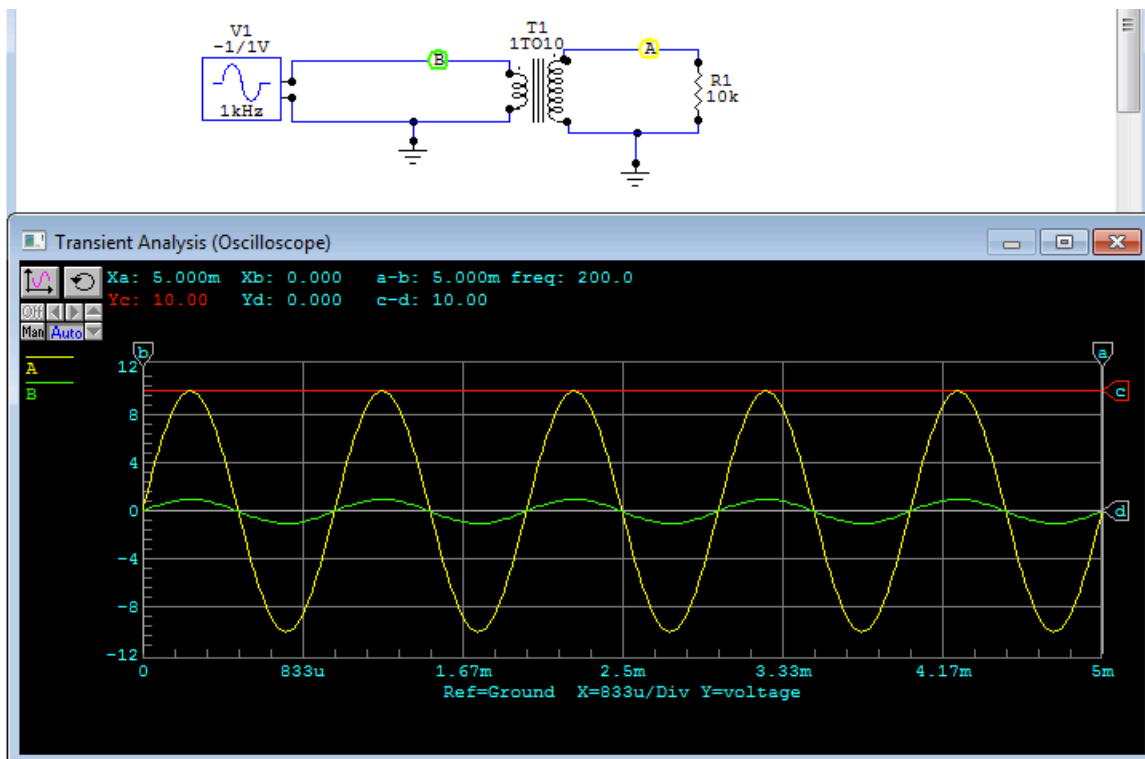 V1
-1/1V
1kHz
B
T1
1TO10
A
R1
10k
Transient Analysis (Oscilloscope)
Xa: 5.000m Xb: 0.000 a-b: 5.000m freq: 200.0
Yc: 10.00 Yd: 0.000 c-d: 10.00
Off
Man Auto
A
B
b
a
c
d
12
8
4
0
-4
-8
-12
0 833u 1.67m 2.5m 3.33m 4.17m 5m
Ref=Ground X=833u/Div Y=voltage